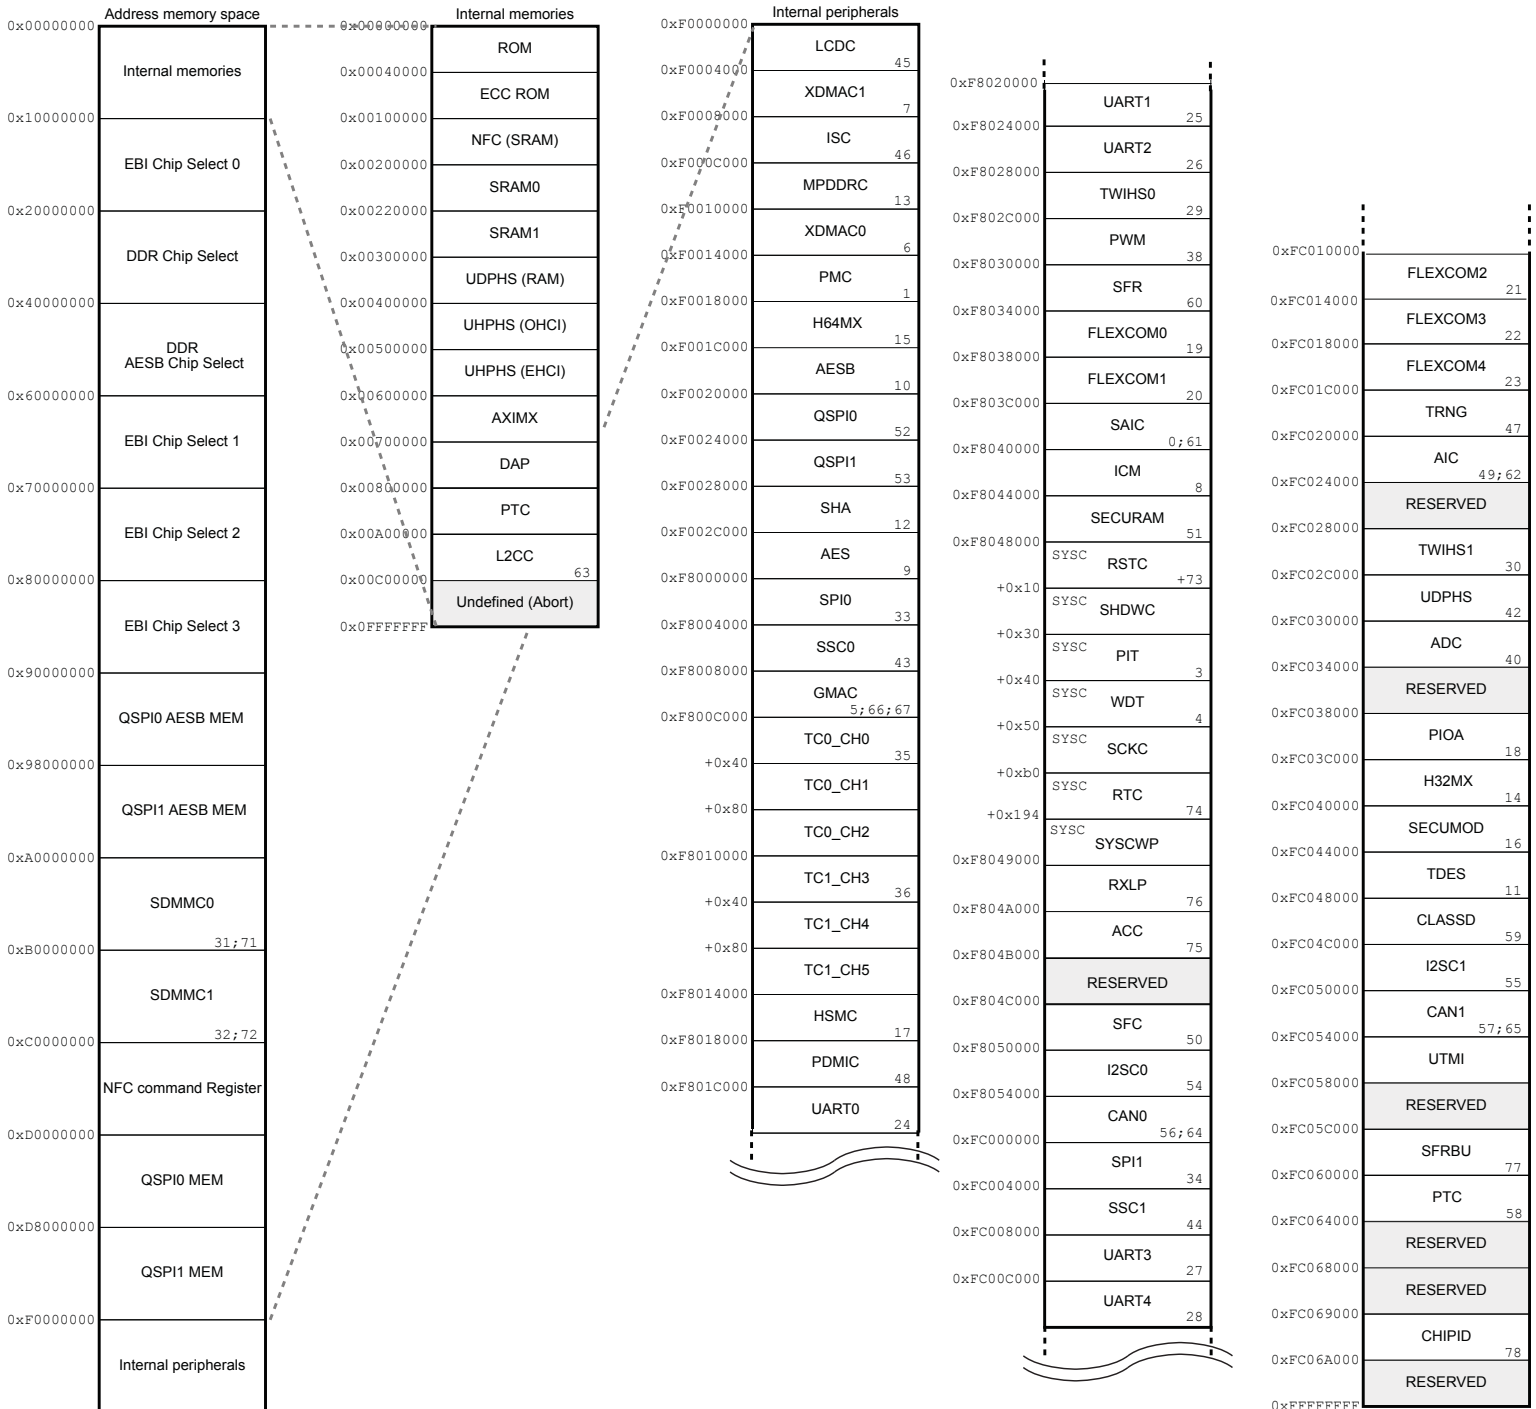 Address memory space
0x00000000
Internal memories
0x10000000
EBI Chip Select 0
0x20000000
DDR Chip Select
0x40000000
DDR
AESB Chip Select
0x60000000
EBI Chip Select 1
0x70000000
EBI Chip Select 2
0x80000000
EBI Chip Select 3
0x90000000
QSPI0 AESB MEM
0x98000000
QSPI1 AESB MEM
0xA0000000
SDMMC0
31;71
0xB0000000
SDMMC1
32;72
0xC0000000
NFC command Register
0xD0000000
QSPI0 MEM
0xD8000000
QSPI1 MEM
0xF0000000
Internal peripherals
Internal memories
0x00000000
ROM
0x00040000
ECC ROM
0x00100000
NFC (SRAM)
0x00200000
SRAM0
0x00220000
SRAM1
0x00300000
UDPHS (RAM)
0x00400000
UHPHS (OHCI)
0x00500000
UHPHS (EHCI)
0x00600000
AXIMX
0x00700000
DAP
0x00800000
PTC
0x00A00000
L2CC
63
0x00C00000
Undefined (Abort)
0x0FFFFFFF
Internal peripherals
0xF0000000
LCDC
45
0xF0004000
XDMAC1
7
0xF0008000
ISC
46
0xF000C000
MPDDRC
13
0xF0010000
XDMAC0
6
0xF0014000
PMC
1
0xF0018000
H64MX
15
0xF001C000
AESB
10
0xF0020000
QSPI0
52
0xF0024000
QSPI1
53
0xF0028000
SHA
12
0xF002C000
AES
9
0xF8000000
SPI0
33
0xF8004000
SSC0
43
0xF8008000
GMAC
5;66;67
0xF800C000
TC0_CH0
35
+0x40
TC0_CH1
+0x80
TC0_CH2
0xF8010000
TC1_CH3
36
+0x40
TC1_CH4
+0x80
TC1_CH5
0xF8014000
HSMC
17
0xF8018000
PDMIC
48
0xF801C000
UART0
24
0xF8020000
UART1
25
0xF8024000
UART2
26
0xF8028000
TWIHS0
29
0xF802C000
PWM
38
0xF8030000
SFR
60
0xF8034000
FLEXCOM0
19
0xF8038000
FLEXCOM1
20
0xF803C000
SAIC
0;61
0xF8040000
ICM
8
0xF8044000
SECURAM
51
0xF8048000
SYSC
RSTC
+73
+0x10
SYSC
SHDWC
+0x30
SYSC
PIT
3
+0x40
SYSC
WDT
4
+0x50
SYSC
SCKC
+0xb0
SYSC
RTC
74
+0x194
SYSC
SYSCWP
0xF8049000
RXLP
76
0xF804A000
ACC
75
0xF804B000
RESERVED
0xF804C000
SFC
50
0xF8050000
I2SC0
54
0xF8054000
CAN0
56;64
0xFC000000
SPI1
34
0xFC004000
SSC1
44
0xFC008000
UART3
27
0xFC00C000
UART4
28
0xFC010000
FLEXCOM2
21
0xFC014000
FLEXCOM3
22
0xFC018000
FLEXCOM4
23
0xFC01C000
TRNG
47
0xFC020000
AIC
49;62
0xFC024000
RESERVED
0xFC028000
TWIHS1
30
0xFC02C000
UDPHS
42
0xFC030000
ADC
40
0xFC034000
RESERVED
0xFC038000
PIOA
18
0xFC03C000
H32MX
14
0xFC040000
SECUMOD
16
0xFC044000
TDES
11
0xFC048000
CLASSD
59
0xFC04C000
I2SC1
55
0xFC050000
CAN1
57;65
0xFC054000
UTMI
0xFC058000
RESERVED
0xFC05C000
SFRBU
77
0xFC060000
PTC
58
0xFC064000
RESERVED
0xFC068000
RESERVED
0xFC069000
CHIPID
78
0xFC06A000
RESERVED
0xFFFFFFFF